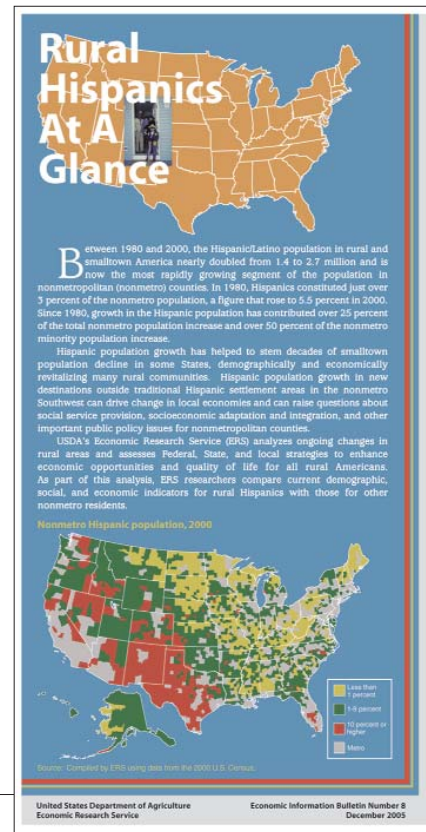 Rural
Hispanics
At A
Glance
Between 1980 and 2000, the Hispanic/Latino population in rural and
smalltown America nearly doubled from 1.4 to 2.7 million and is
now the most rapidly growing segment of the population in
nonmetropolitan (nonmetro) counties. In 1980, Hispanics constituted just over
3 percent of the nonmetro population, a figure that rose to 5.5 percent in 2000.
Since 1980, growth in the Hispanic population has contributed over 25 percent
of the total nonmetro population increase and over 50 percent of the nonmetro
minority population increase.
Hispanic population growth has helped to stem decades of smalltown
population decline in some States, demographically and economically
revitalizing many rural communities. Hispanic population growth in new
destinations outside traditional Hispanic settlement areas in the nonmetro
Southwest can drive change in local economies and can raise questions about
social service provision, socioeconomic adaptation and integration, and other
important public policy issues for nonmetropolitan counties.
USDA's Economic Research Service (ERS) analyzes ongoing changes in
rural areas and assesses Federal, State, and local strategies to enhance
economic opportunities and quality of life for all rural Americans.
As part of this analysis, ERS researchers compare current demographic,
social, and economic indicators for rural Hispanics with those for other
nonmetro residents.
Nonmetro Hispanic population, 2000
Less than
1 percent
1-9 percent
10 percent or
higher
Metro
Source: Compiled by ERS using data from the 2000 U.S. Census.
United States Department of Agriculture
Economic Research Service
Economic Information Bulletin Number 8
December 2005